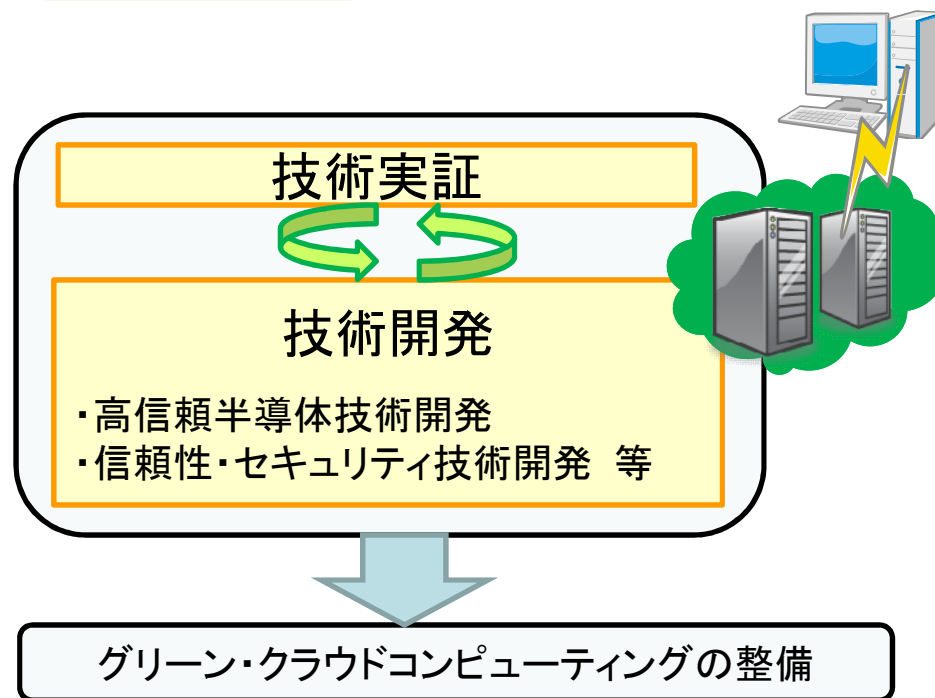 技術実証
技術開発
・高信頼半導体技術開発
・信頼性・セキュリティ技術開発 等
グリーン・クラウドコンピューティングの整備